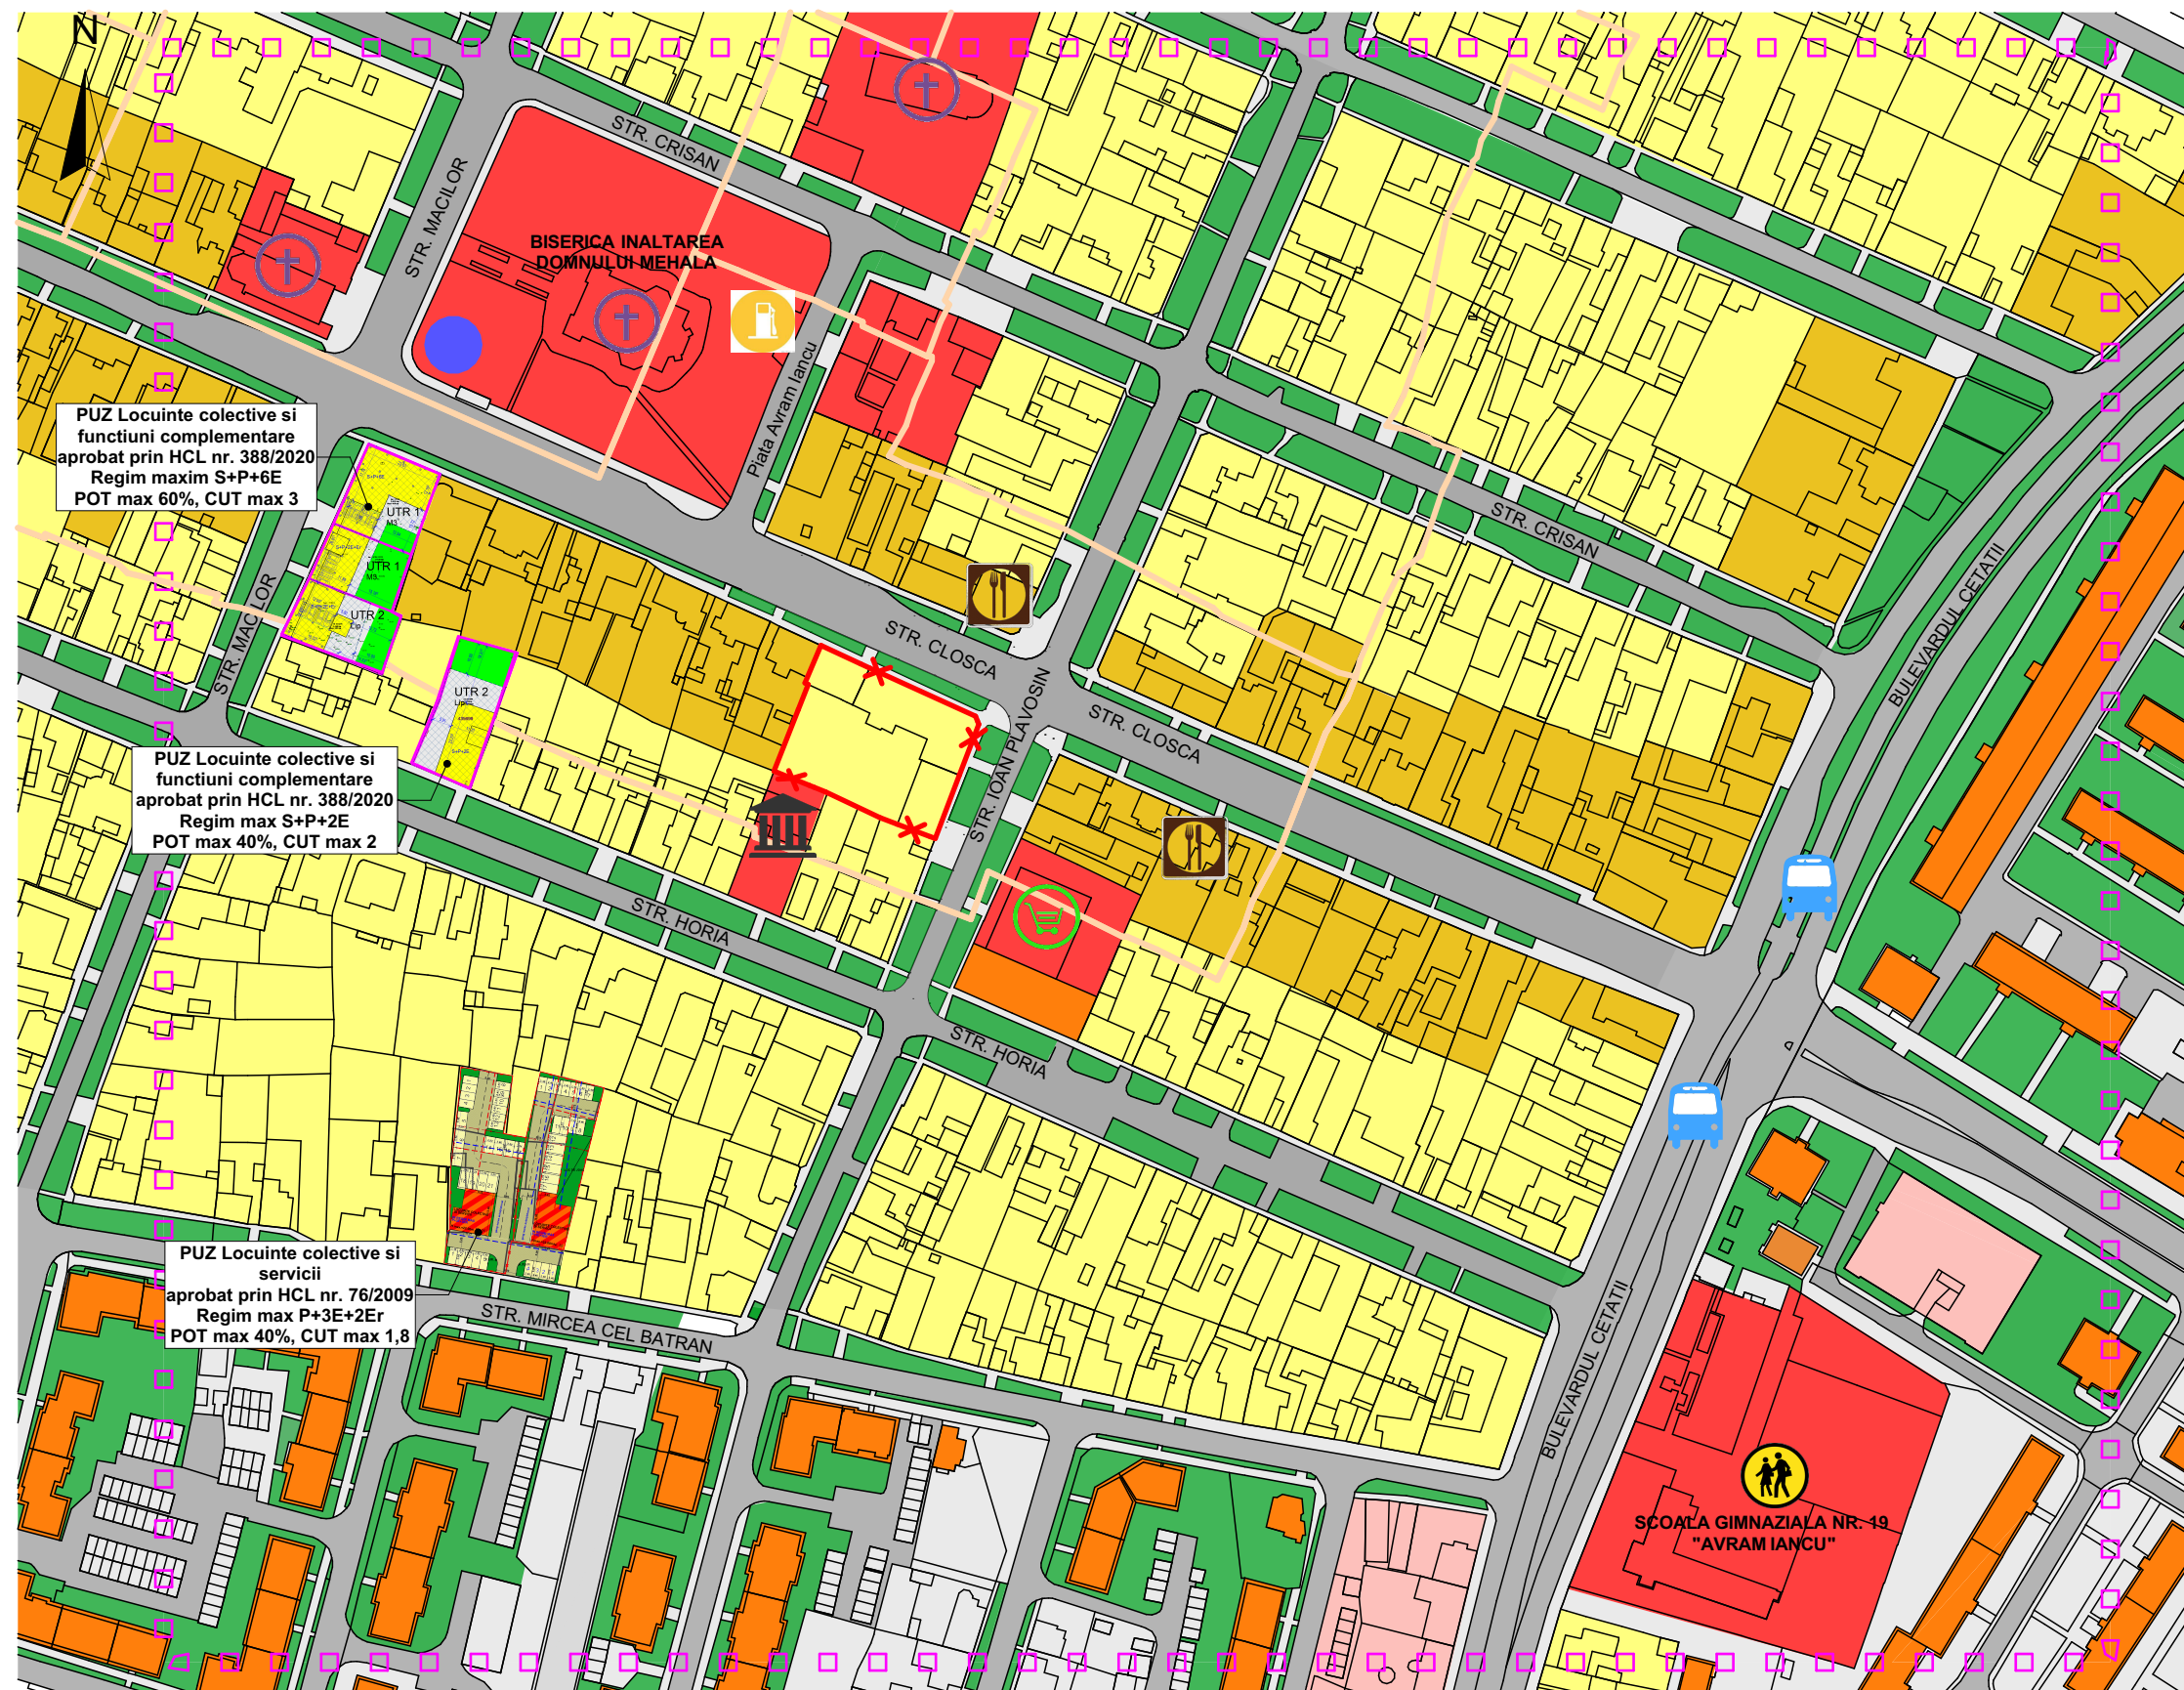 N
STR. CRISAN
STR. MACILOR
BISERICA INALTAREA
DOMNULUI MEHALA
Piata Avram Iancu
PUZ Locuinte colective si
functiuni complementare
aprobat prin HCL nr. 388/2020
Regim maxim S+P+6E
POT max 60%, CUT max 3
S+P+6E
UTR 1
M3
UTR 1
M3
UTR 2
STR. MACILOR
STR. CLOSCA
STR. CRISAN
BULEVARDUL CETATII
UTR 2
S+P+2E
STR. IOAN PLAVOSIN
STR. CLOSCA
PUZ Locuinte colective si
functiuni complementare
aprobat prin HCL nr. 388/2020
Regim max S+P+2E
POT max 40%, CUT max 2
7
STR. HORIA
STR. HORIA
PUZ Locuinte colective si
servicii
aprobat prin HCL nr. 76/2009
Regim max P+3E+2Er
POT max 40%, CUT max 1,8
STR. MIRCEA CEL BATRAN
BULEVARDUL CETATII
SCOALA GIMNAZIALA NR. 19
"AVRAM IANCU"